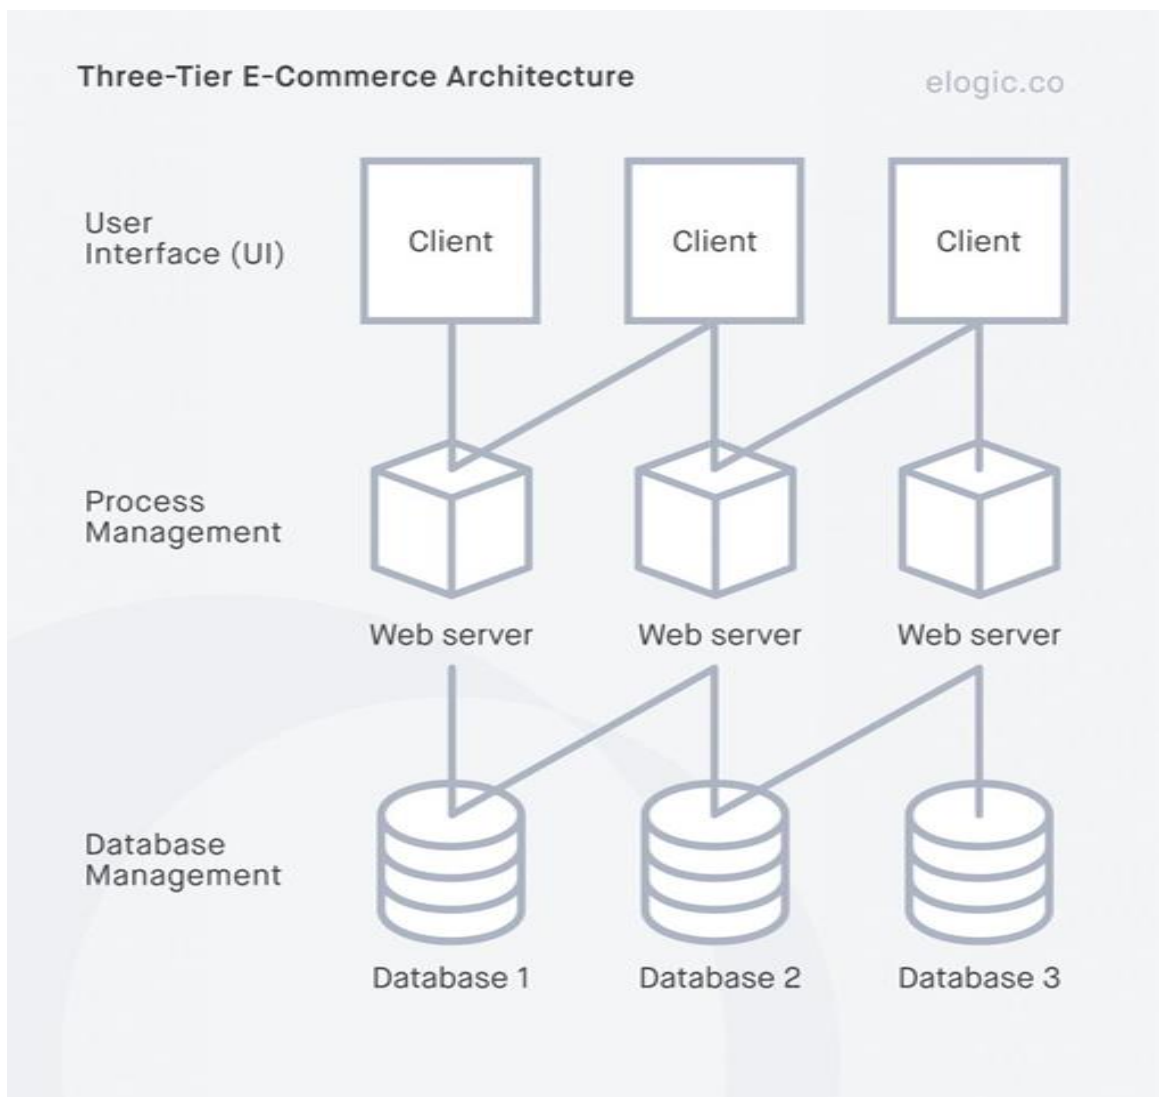 Three-Tier E-Commerce Architecture
elogic.co
User
Interface (UI)
Client
Client
Client
Process
Management
Web server
Web server
Web server
Database
Management
Database 1
Database 2
Database 3